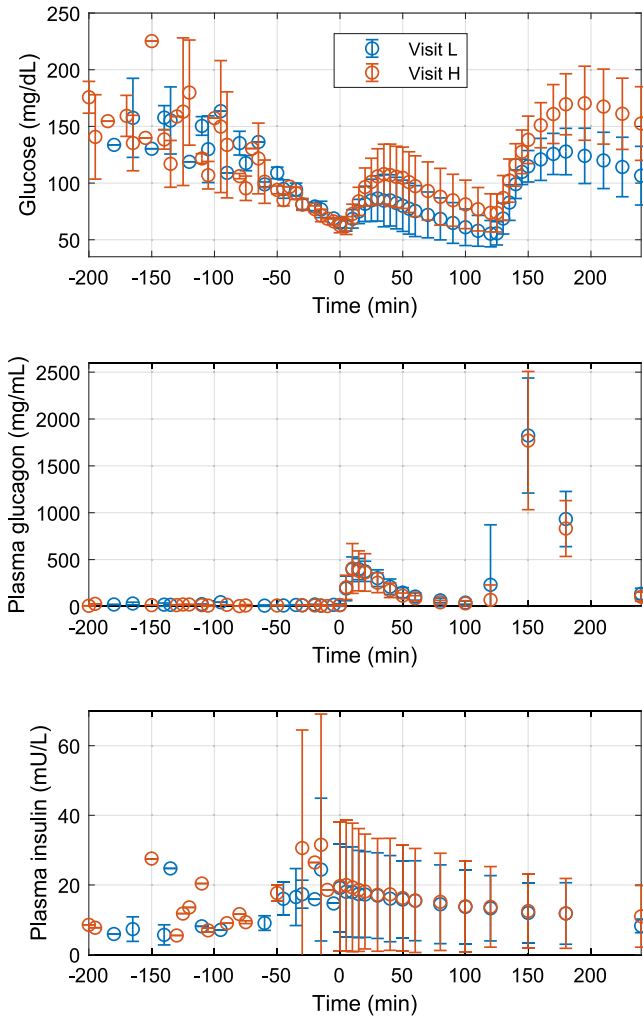 250
200
150
100
50
Glucose (mg/dL)
Visit L
Visit H
-200 -150 -100 -50 0 50 100 150 200
Time (min)
2500
2000
1500
1000
500
0
Plasma glucagon (mg/mL)
-200 -150 -100 -50 0 50 100 150 200
Time (min)
60
40
20
0
Plasma insulin (mU/L)
-200 -150 -100 -50 0 50 100 150 200
Time (min)